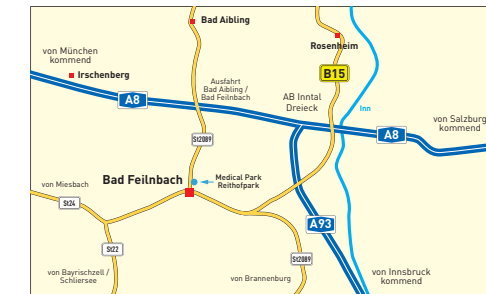 Bad Aibling
Rosenheim
von München
kommend
Irschenberg
B15
Ausfahrt
Bad Aibling /
Bad Feilnbach
A8
AB Inntal
Dreieck
Inn
von Salzburg
kommend
A8
St2089
Medical Park
Reithofpark
Bad Feilnbach
von Miesbach
St24
A93
St22
St2089
von Bayrischzell /
Schliersee
von Brannenburg
von Innsbruck
kommend